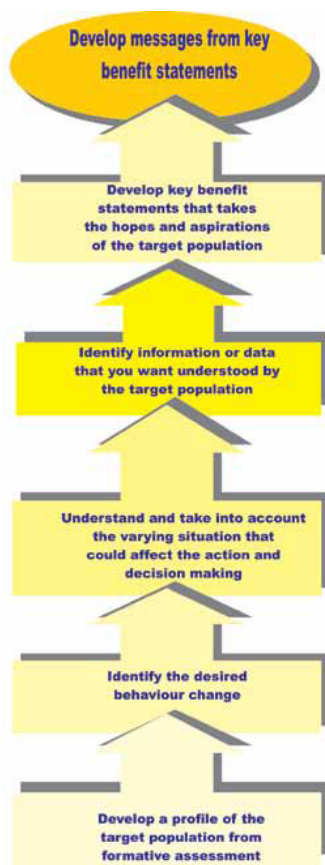 Develop messages from key
benefit statements
Develop key benefit
statements that takes
the hopes and aspirations
of the target population
Identify information or data
that you want understood by
the target population
Understand and take into account
the varying situation that
could affect the action and
decision making
Identify the desired
behaviour change
Develop a profile of the
target population from
formative assessment